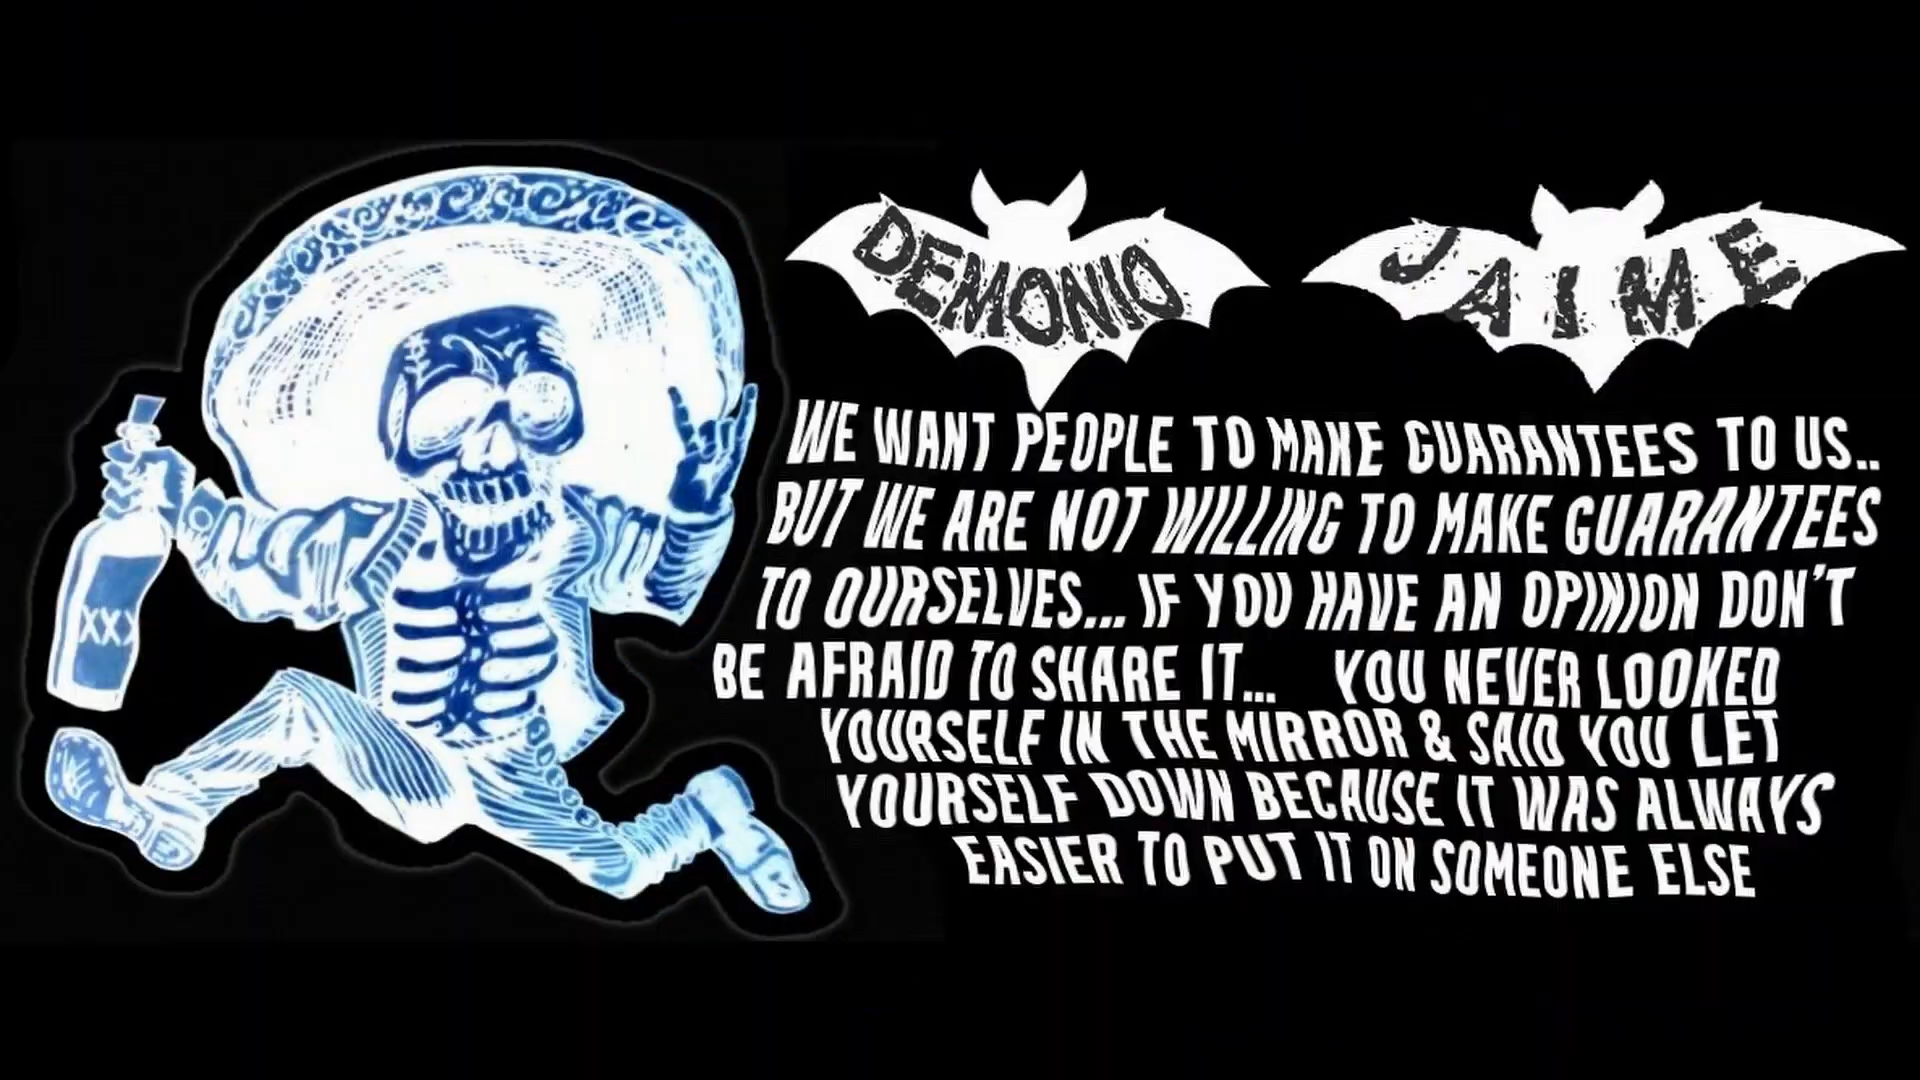 DEMONIO
JAIME
WE WANT PEOPLE TO MAKE GUARANTEES TO US..
BUT WE ARE NOT WILLING TO MAKE GUARANTEES
TO OURSELVES... IF YOU HAVE AN OPINION DON'T
BE AFRAID TO SHARE IT... YOU NEVER LOOKED
YOURSELF IN THE MIRROR & SAID YOU LET
YOURSELF DOWN BECAUSE IT WAS ALWAYS
EASIER TO PUT IT ON SOMEONE ELSE
XXX